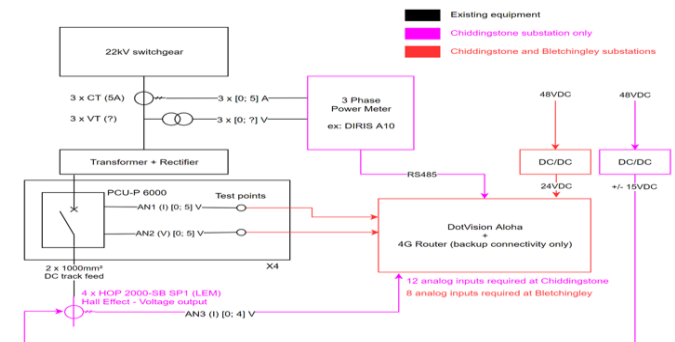 Existing equipment
Chiddingstone substation only
Chiddingstone and Bletchingley substations
22kV switchgear
3 x CT (5A)
3 x [0; 5] A
3 x VT (?)
3 x [0; ?] V
3 Phase
Power Meter
ex: DIRIS A10
48VDC
48VDC
Transformer + Rectifier
RS485
DC/DC
DC/DC
24VDC
+/- 15VDC
PCU-P 6000
Test points
AN1 (I) [0; 5] V
AN2 (V) [0; 5] V
X4
DotVision Aloha
+
4G Router (backup connectivity only)
2 x 1000mm²
DC track feed
12 analog inputs required at Chiddingstone
8 analog inputs required at Bletchingley
4 x HOP 2000-SB SP1 (LEM)
Hall Effect - Voltage output
AN3 (I) [0; 4] V